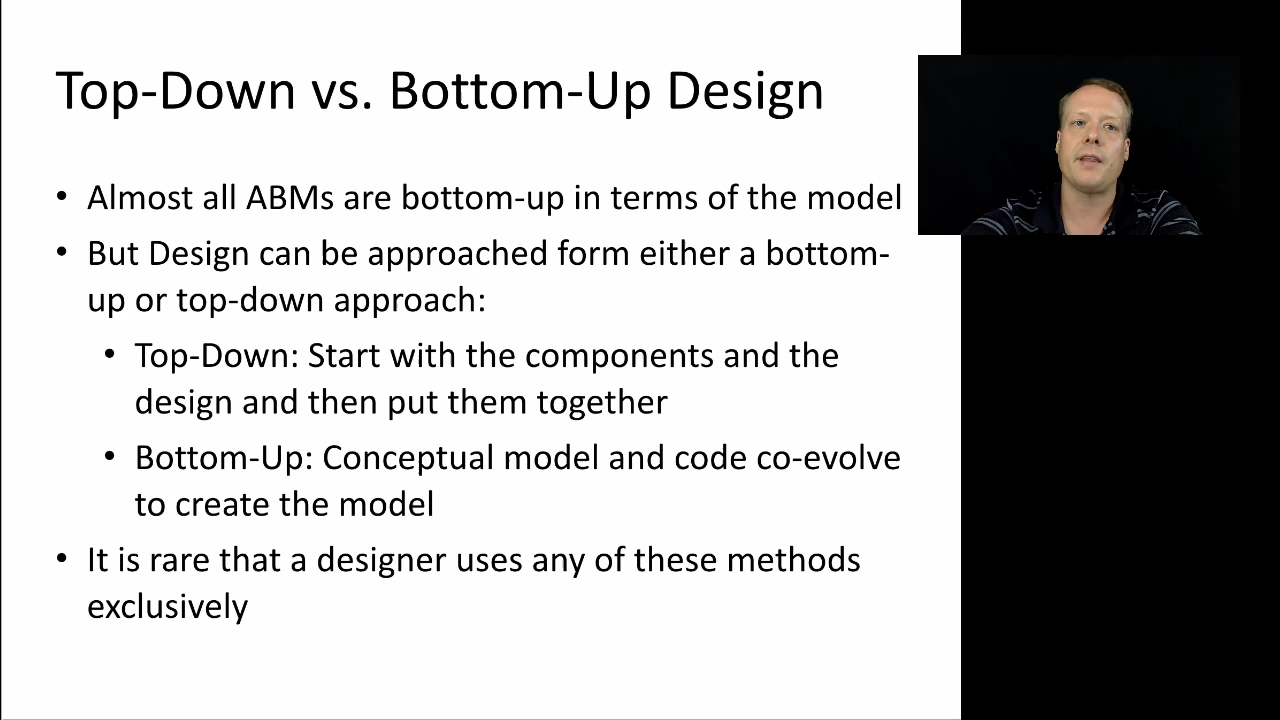 Top-Down vs. Bottom-Up Design
• Almost all ABMs are bottom-up in terms of the model
• But Design can be approached form either a bottom-
up or top-down approach:
• Top-Down: Start with the components and the
design and then put them together
• Bottom-Up: Conceptual model and code co-evolve
to create the model
• It is rare that a designer uses any of these methods
exclusively